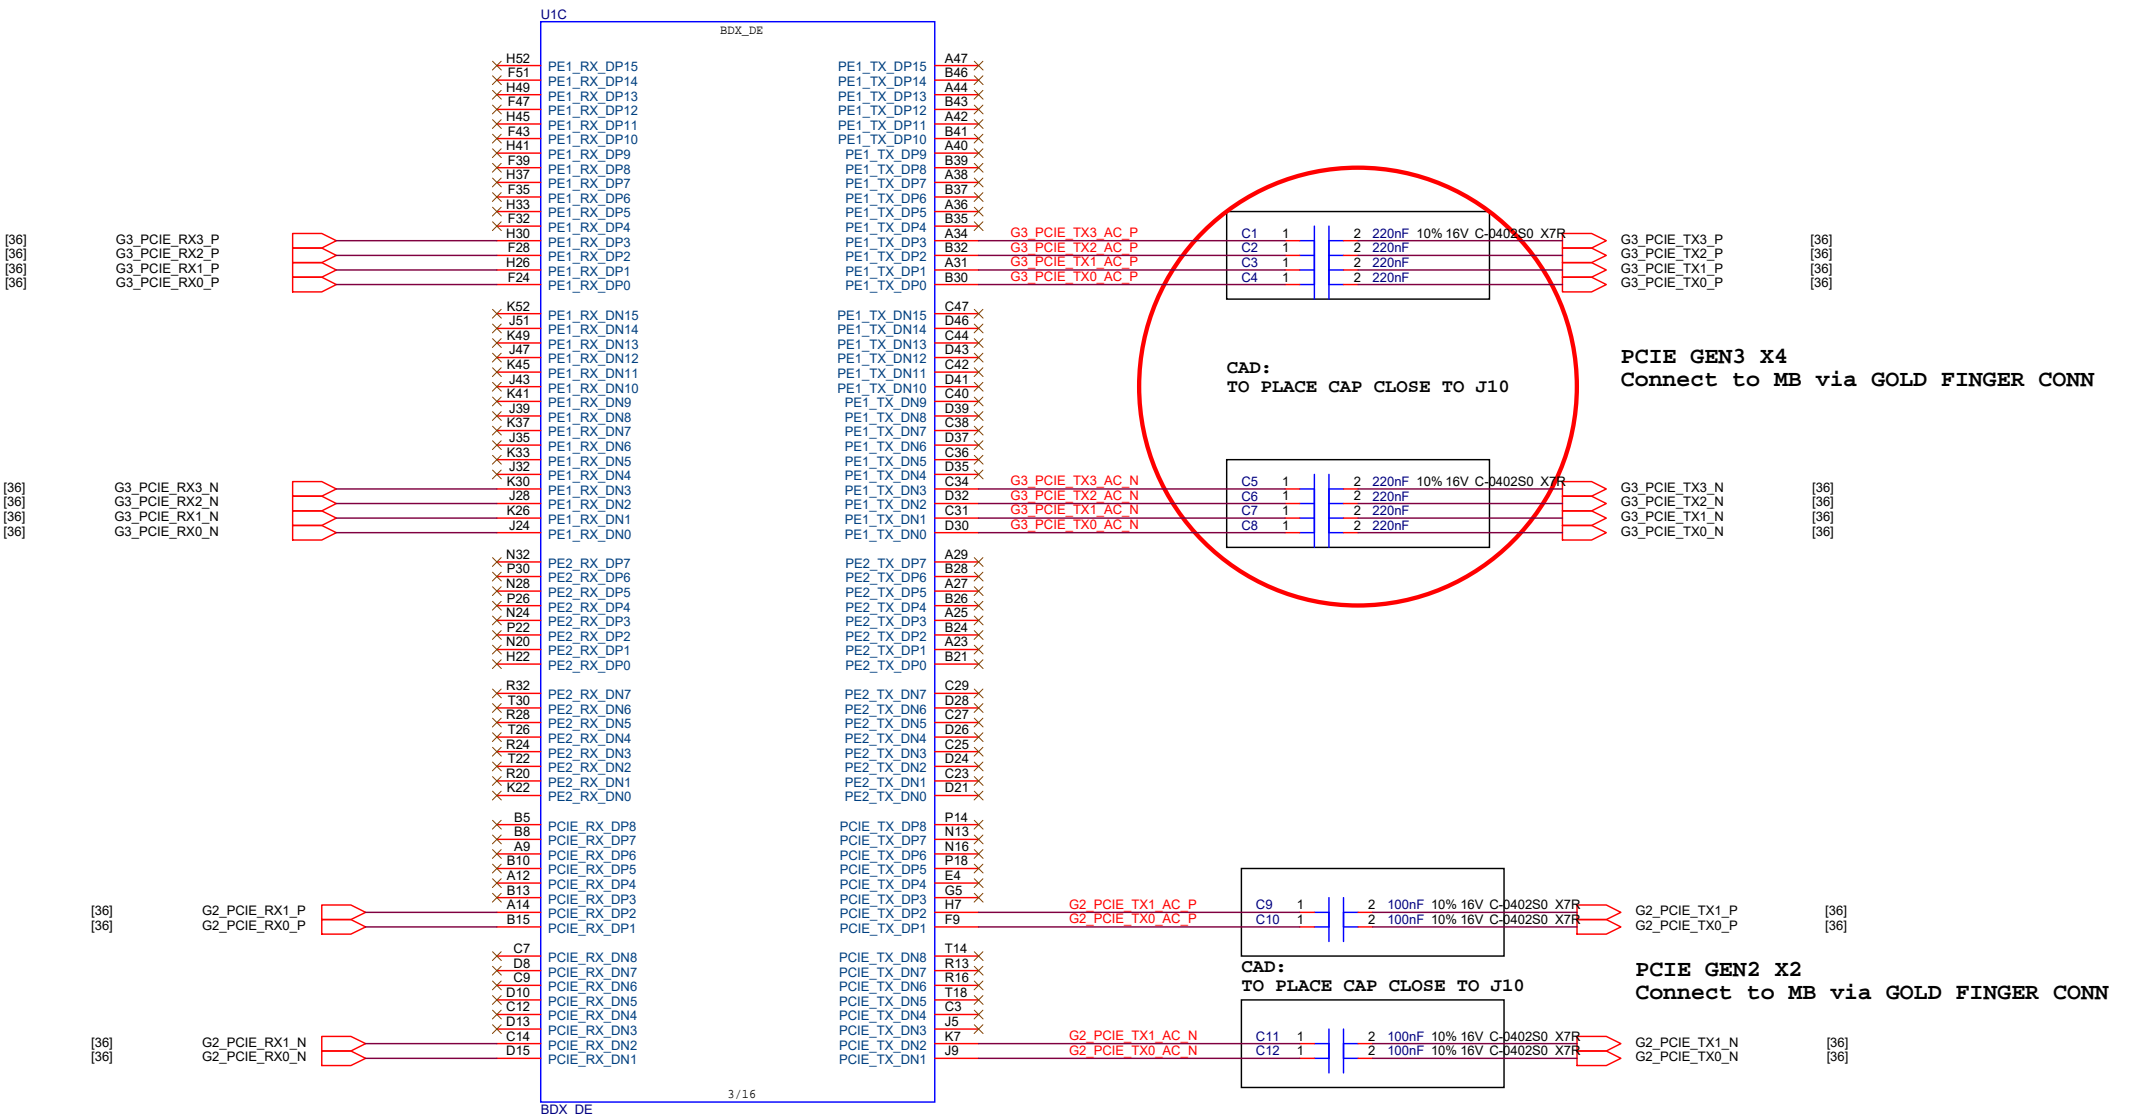 U1C
BDX_DE
H52 PE1_RX_DP15 PE1_TX_DP15 A47
F51 PE1_RX_DP14 PE1_TX_DP14 B46
H49 PE1_RX_DP13 PE1_TX_DP13 A44
F47 PE1_RX_DP12 PE1_TX_DP12 B43
H45 PE1_RX_DP11 PE1_TX_DP11 A42
F43 PE1_RX_DP10 PE1_TX_DP10 B41
H41 PE1_RX_DP9 PE1_TX_DP9 A40
F39 PE1_RX_DP8 PE1_TX_DP8 B39
H37 PE1_RX_DP7 PE1_TX_DP7 A38
F35 PE1_RX_DP6 PE1_TX_DP6 B37
H33 PE1_RX_DP5 PE1_TX_DP5 A36
F32 PE1_RX_DP4 PE1_TX_DP4 B35
[36] G3_PCIE_RX3_P H30 PE1_RX_DP3 PE1_TX_DP3 A34 G3_PCIE_TX3_AC_P C1 1 2 220nF 10% 16V C-0402S0 X7R G3_PCIE_TX3_P [36]
[36] G3_PCIE_RX2_P F28 PE1_RX_DP2 PE1_TX_DP2 B32 G3_PCIE_TX2_AC_P C2 1 2 220nF G3_PCIE_TX2_P [36]
[36] G3_PCIE_RX1_P H26 PE1_RX_DP1 PE1_TX_DP1 A31 G3_PCIE_TX1_AC_P C3 1 2 220nF G3_PCIE_TX1_P [36]
[36] G3_PCIE_RX0_P F24 PE1_RX_DP0 PE1_TX_DP0 B30 G3_PCIE_TX0_AC_P C4 1 2 220nF G3_PCIE_TX0_P [36]
K52 PE1_RX_DN15 PE1_TX_DN15 C47
J51 PE1_RX_DN14 PE1_TX_DN14 D46
K49 PE1_RX_DN13 PE1_TX_DN13 C44
J47 PE1_RX_DN12 PE1_TX_DN12 D43
K45 PE1_RX_DN11 PE1_TX_DN11 C42
J43 PE1_RX_DN10 PE1_TX_DN10 D41
K41 PE1_RX_DN9 PE1_TX_DN9 C40
J39 PE1_RX_DN8 PE1_TX_DN8 D39
K37 PE1_RX_DN7 PE1_TX_DN7 C38
J35 PE1_RX_DN6 PE1_TX_DN6 D37
K33 PE1_RX_DN5 PE1_TX_DN5 C36
J32 PE1_RX_DN4 PE1_TX_DN4 D35
CAD:
TO PLACE CAP CLOSE TO J10
PCIE GEN3 X4
Connect to MB via GOLD FINGER CONN
[36] G3_PCIE_RX3_N K30 PE1_RX_DN3 PE1_TX_DN3 C34 G3_PCIE_TX3_AC_N C5 1 2 220nF 10% 16V C-0402S0 X7R G3_PCIE_TX3_N [36]
[36] G3_PCIE_RX2_N J28 PE1_RX_DN2 PE1_TX_DN2 D32 G3_PCIE_TX2_AC_N C6 1 2 220nF G3_PCIE_TX2_N [36]
[36] G3_PCIE_RX1_N K26 PE1_RX_DN1 PE1_TX_DN1 C31 G3_PCIE_TX1_AC_N C7 1 2 220nF G3_PCIE_TX1_N [36]
[36] G3_PCIE_RX0_N J24 PE1_RX_DN0 PE1_TX_DN0 D30 G3_PCIE_TX0_AC_N C8 1 2 220nF G3_PCIE_TX0_N [36]
N32 PE2_RX_DP7 PE2_TX_DP7 A29
P30 PE2_RX_DP6 PE2_TX_DP6 B28
N28 PE2_RX_DP5 PE2_TX_DP5 A27
P26 PE2_RX_DP4 PE2_TX_DP4 B26
N24 PE2_RX_DP3 PE2_TX_DP3 A25
P22 PE2_RX_DP2 PE2_TX_DP2 B24
N20 PE2_RX_DP1 PE2_TX_DP1 A23
H22 PE2_RX_DP0 PE2_TX_DP0 B21
R32 PE2_RX_DN7 PE2_TX_DN7 C29
T30 PE2_RX_DN6 PE2_TX_DN6 D28
R28 PE2_RX_DN5 PE2_TX_DN5 C27
T26 PE2_RX_DN4 PE2_TX_DN4 D26
R24 PE2_RX_DN3 PE2_TX_DN3 C25
T22 PE2_RX_DN2 PE2_TX_DN2 D24
R20 PE2_RX_DN1 PE2_TX_DN1 C23
K22 PE2_RX_DN0 PE2_TX_DN0 D21
B5 PCIE_RX_DP8 PCIE_TX_DP8 P14
B8 PCIE_RX_DP7 PCIE_TX_DP7 N13
A9 PCIE_RX_DP6 PCIE_TX_DP6 N16
B10 PCIE_RX_DP5 PCIE_TX_DP5 P18
A12 PCIE_RX_DP4 PCIE_TX_DP4 E4
B13 PCIE_RX_DP3 PCIE_TX_DP3 G5
[36] G2_PCIE_RX1_P A14 PCIE_RX_DP2 PCIE_TX_DP2 H7 G2_PCIE_TX1_AC_P C9 1 2 100nF 10% 16V C-0402S0 X7R G2_PCIE_TX1_P [36]
[36] G2_PCIE_RX0_P B15 PCIE_RX_DP1 PCIE_TX_DP1 F9 G2_PCIE_TX0_AC_P C10 1 2 100nF 10% 16V C-0402S0 X7R G2_PCIE_TX0_P [36]
C7 PCIE_RX_DN8 PCIE_TX_DN8 T14
D8 PCIE_RX_DN7 PCIE_TX_DN7 R13
C9 PCIE_RX_DN6 PCIE_TX_DN6 R16
D10 PCIE_RX_DN5 PCIE_TX_DN5 T18
C12 PCIE_RX_DN4 PCIE_TX_DN4 C3
D13 PCIE_RX_DN3 PCIE_TX_DN3 J5
CAD:
TO PLACE CAP CLOSE TO J10
PCIE GEN2 X2
Connect to MB via GOLD FINGER CONN
[36] G2_PCIE_RX1_N C14 PCIE_RX_DN2 PCIE_TX_DN2 K7 G2_PCIE_TX1_AC_N C11 1 2 100nF 10% 16V C-0402S0 X7R G2_PCIE_TX1_N [36]
[36] G2_PCIE_RX0_N D15 PCIE_RX_DN1 PCIE_TX_DN1 J9 G2_PCIE_TX0_AC_N C12 1 2 100nF 10% 16V C-0402S0 X7R G2_PCIE_TX0_N [36]
3/16
BDX_DE